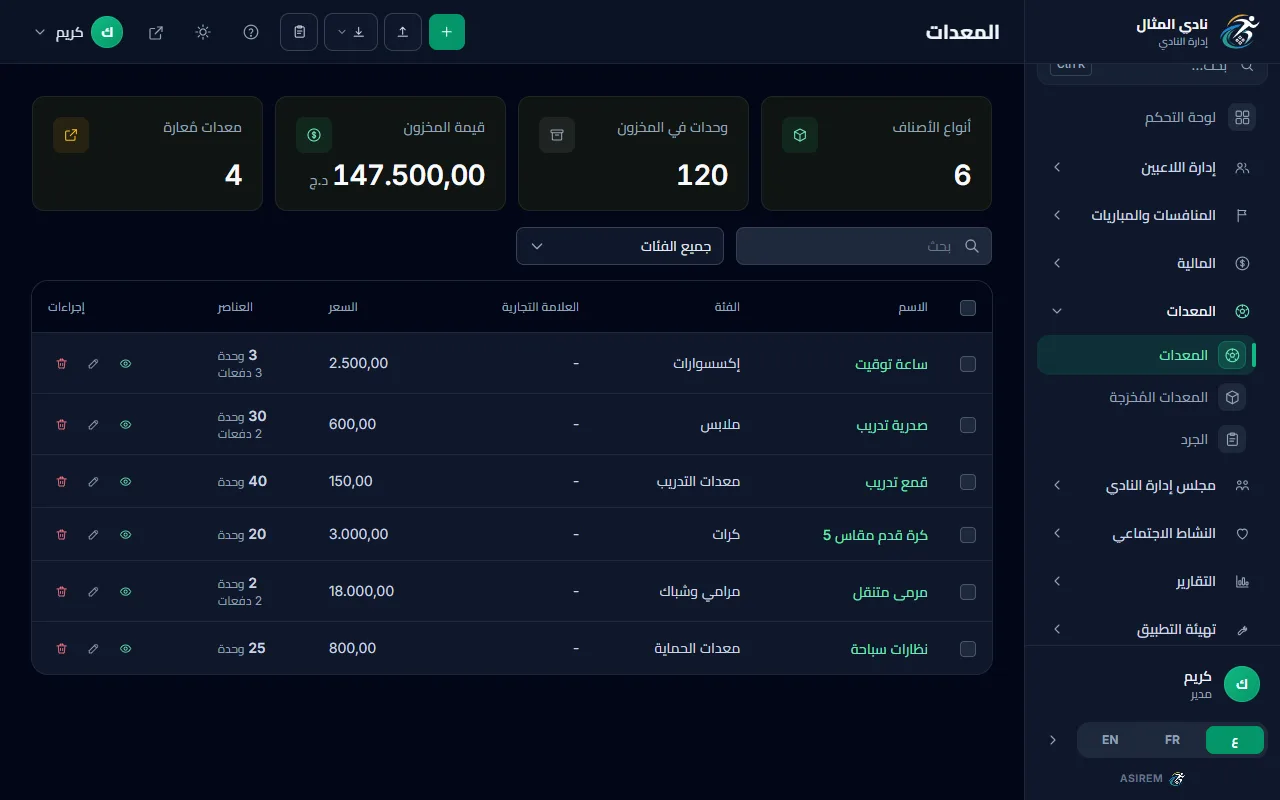 نادي المثال
إدارة النادي
المعدات
كريم
ك
بحث...
Ctrl K
لوحة التحكم
إدارة اللاعبين
المنافسات والمباريات
المالية
المعدات
المعدات
المعدات المُخرجة
الجرد
مجلس إدارة النادي
النشاط الاجتماعي
التقارير
تهيئة التطبيق
ك
كريم
مدير
ع FR EN
ASIREM
أنواع الأصناف
6
وحدات في المخزون
120
قيمة المخزون
147.500,00 د.ج
معدات مُعارة
4
بحث
جميع الفئات
الاسم الفئة العلامة التجارية السعر العناصر إجراءات
ساعة توقيت إكسسوارات - 2.500,00 3 وحدة
3 دفعات
صدرية تدريب ملابس - 600,00 30 وحدة
2 دفعات
قمع تدريب معدات التدريب - 150,00 40 وحدة
كرة قدم مقاس 5 كرات - 3.000,00 20 وحدة
مرمى متنقل مرامي وشباك - 18.000,00 2 وحدة
2 دفعات
نظارات سباحة معدات الحماية - 800,00 25 وحدة